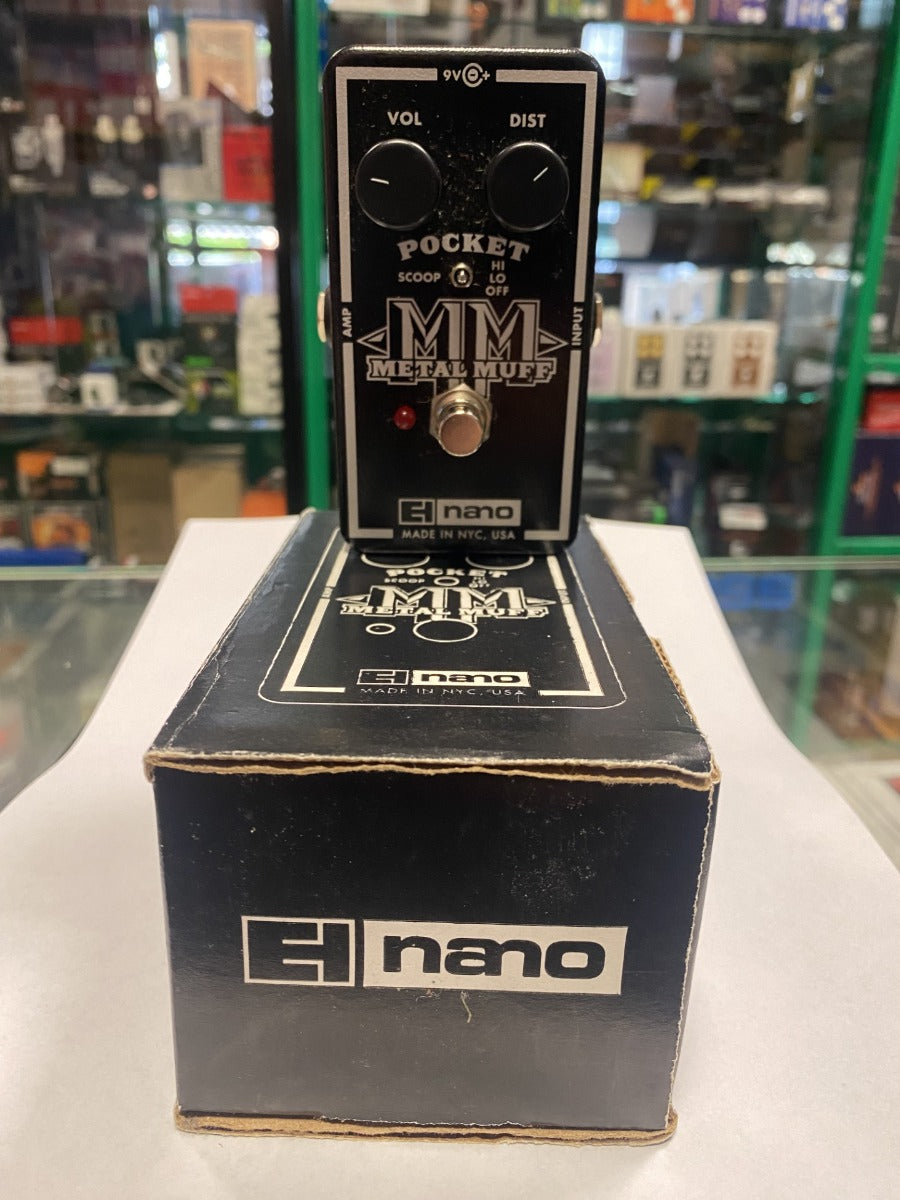 9V
VOL DIST
POCKET
SCOOP HI
LO
OFF
AMP
INPUT
MM
METAL MUFF
EH nano
MADE IN NYC, USA
POCKET
SCOOP
MM
METAL MUFF
EH nano
MADE IN NYC, USA
EH nano